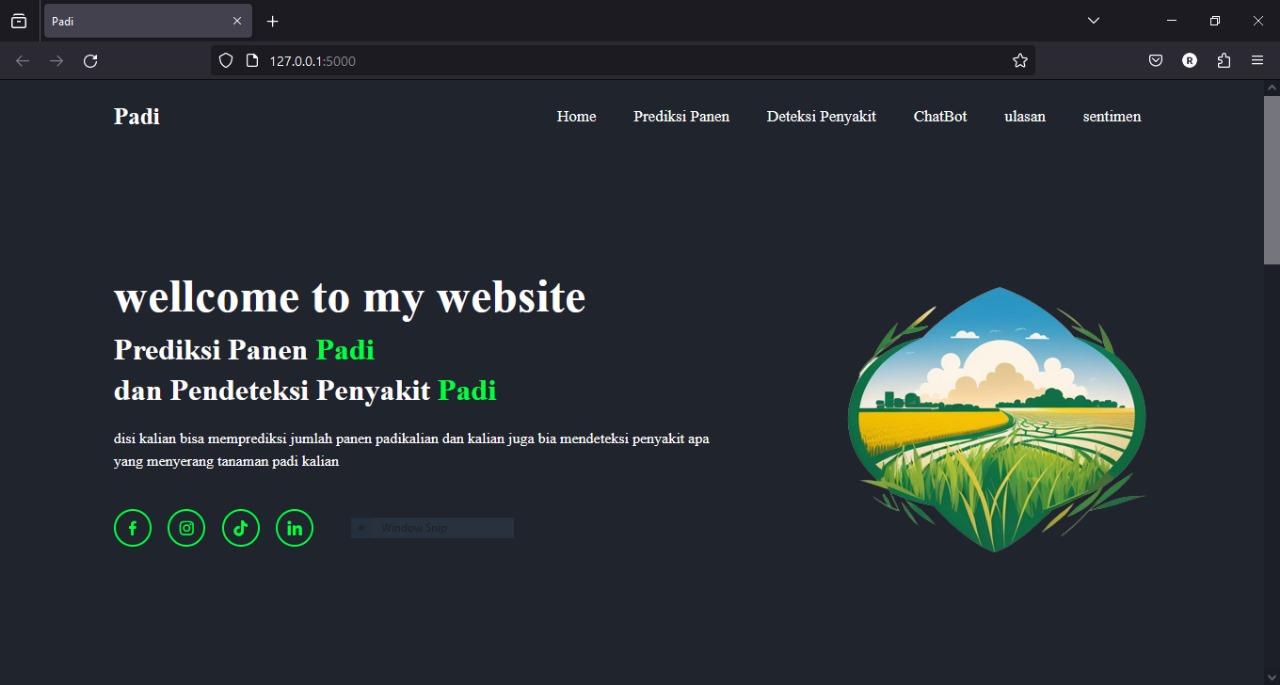 Padi
127.0.0.1:5000
R
Padi
Home Prediksi Panen Deteksi Penyakit ChatBot ulasan sentimen
wellcome to my website
Prediksi Panen Padi
dan Pendeteksi Penyakit Padi
disi kalian bisa memprediksi jumlah panen padikalian dan kalian juga bia mendeteksi penyakit apa
yang menyerang tanaman padi kalian
Window Snip